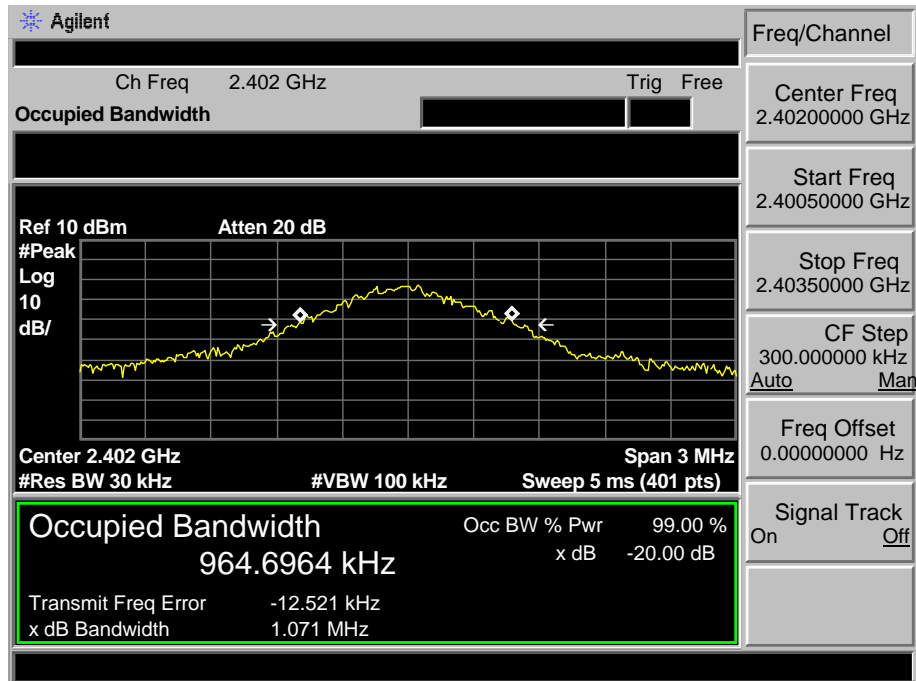 Agilent
Ch Freq 2.402 GHz Trig Free
Occupied Bandwidth
Ref 10 dBm Atten 20 dB
#Peak
Log
10
dB/
Center 2.402 GHz Span 3 MHz
#Res BW 30 kHz #VBW 100 kHz Sweep 5 ms (401 pts)
Occupied Bandwidth Occ BW % Pwr 99.00 %
964.6964 kHz x dB -20.00 dB
Transmit Freq Error -12.521 kHz
x dB Bandwidth 1.071 MHz
Freq/Channel
Center Freq
2.40200000 GHz
Start Freq
2.40050000 GHz
Stop Freq
2.40350000 GHz
CF Step
300.000000 kHz
Auto Man
Freq Offset
0.00000000 Hz
Signal Track
On Off